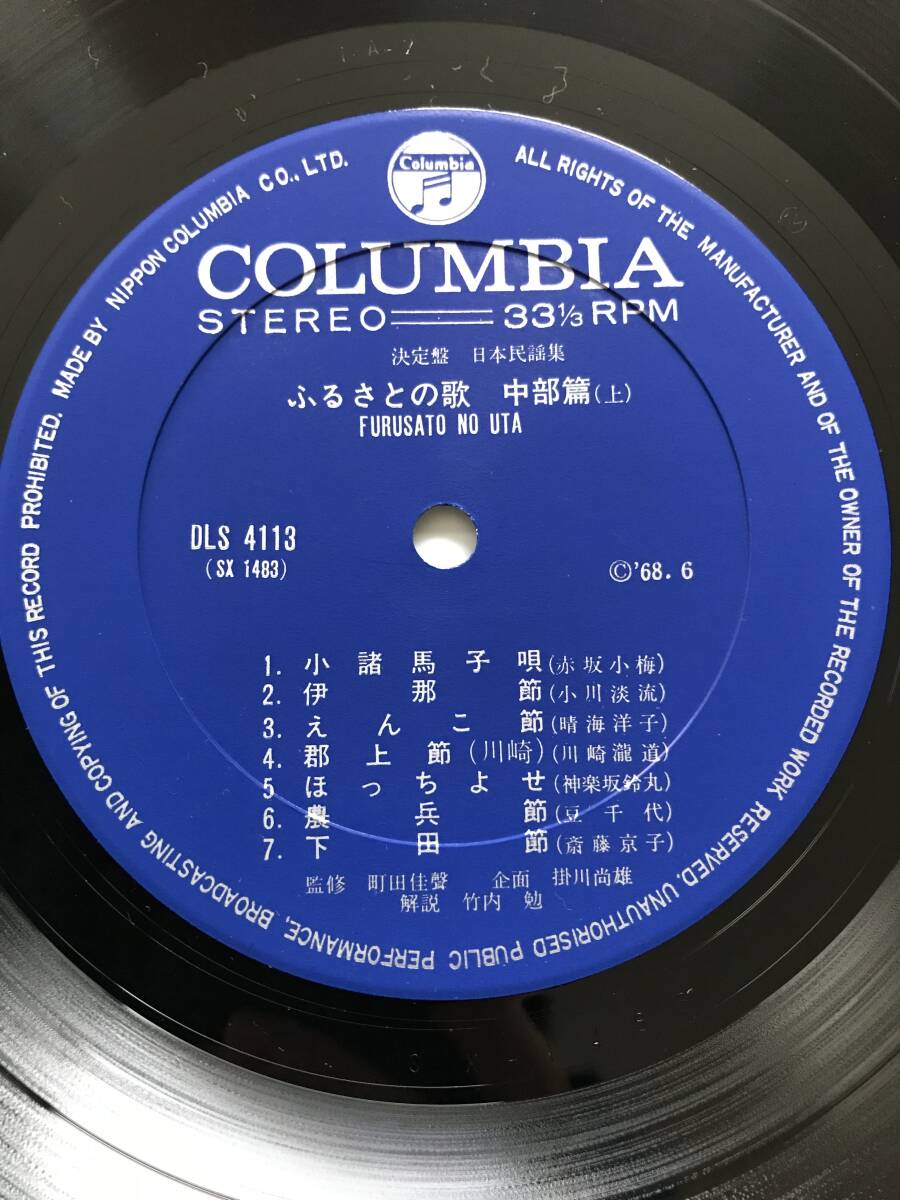 Columbia
MADE BY NIPPON COLUMBIA CO., LTD. ALL RIGHTS OF THE MANUFACTURER AND OF THE OWNER OF THE RECORDED WORK RESERVED. UNAUTHORISED PUBLIC PERFORMANCE, BROADCASTING AND COPYING OF THIS RECORD PROHIBITED.
COLUMBIA
STEREO 33⅓ RPM
決定盤 日本民謡集
ふるさとの歌 中部篇(上)
FURUSATO NO UTA
DLS 4113
(SX 1483)
©'68.6
1. 小諸馬子唄(赤坂小梅)
2. 伊那節(小川淡流)
3. えんこ節(晴海洋子)
4. 郡上節(川崎)(川崎瀧道)
5 ほっちょせ(神楽坂鈴丸)
6. 農兵節(豆千代)
7. 下田節(斎藤京子)
監修 町田佳聲 企画 掛川尚雄
解説 竹内 勉